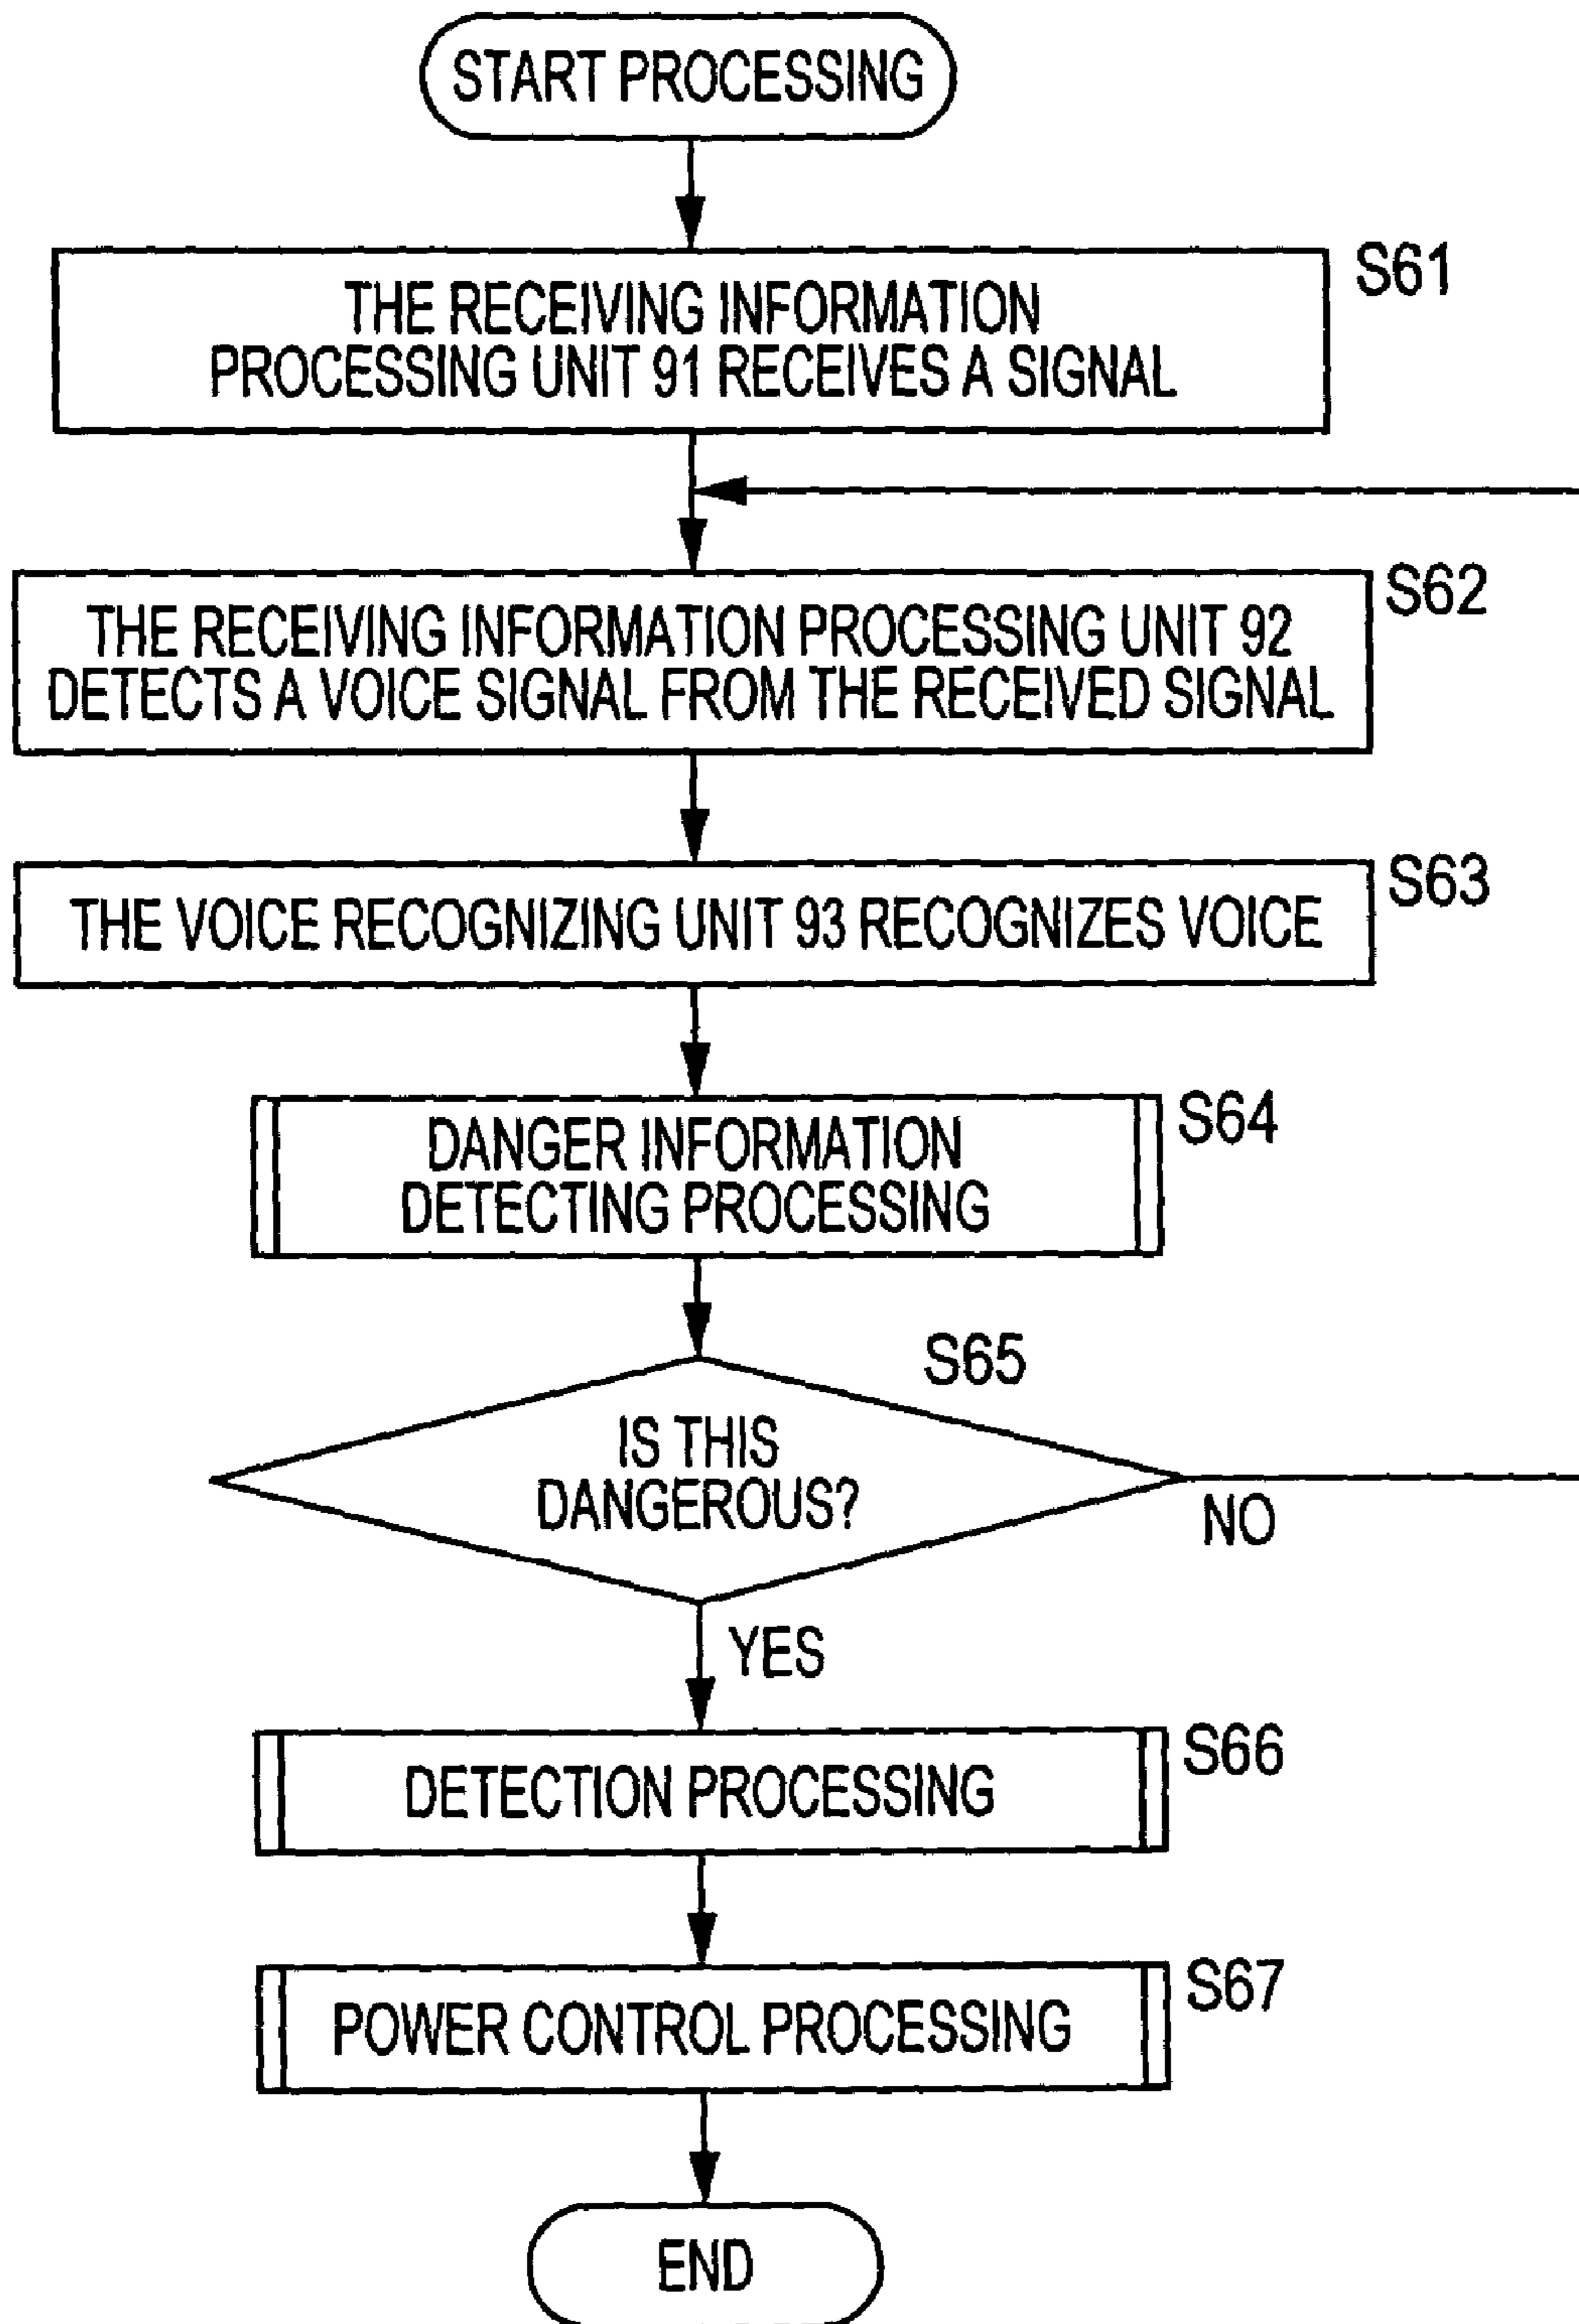 START PROCESSING
S61
THE RECEIVING INFORMATION
PROCESSING UNIT 91 RECEIVES A SIGNAL
S62
THE RECEIVING INFORMATION PROCESSING UNIT 92
DETECTS A VOICE SIGNAL FROM THE RECEIVED SIGNAL
S63
THE VOICE RECOGNIZING UNIT 93 RECOGNIZES VOICE
S64
DANGER INFORMATION
DETECTING PROCESSING
S65
IS THIS
DANGEROUS?
NO
YES
S66
DETECTION PROCESSING
S67
POWER CONTROL PROCESSING
END